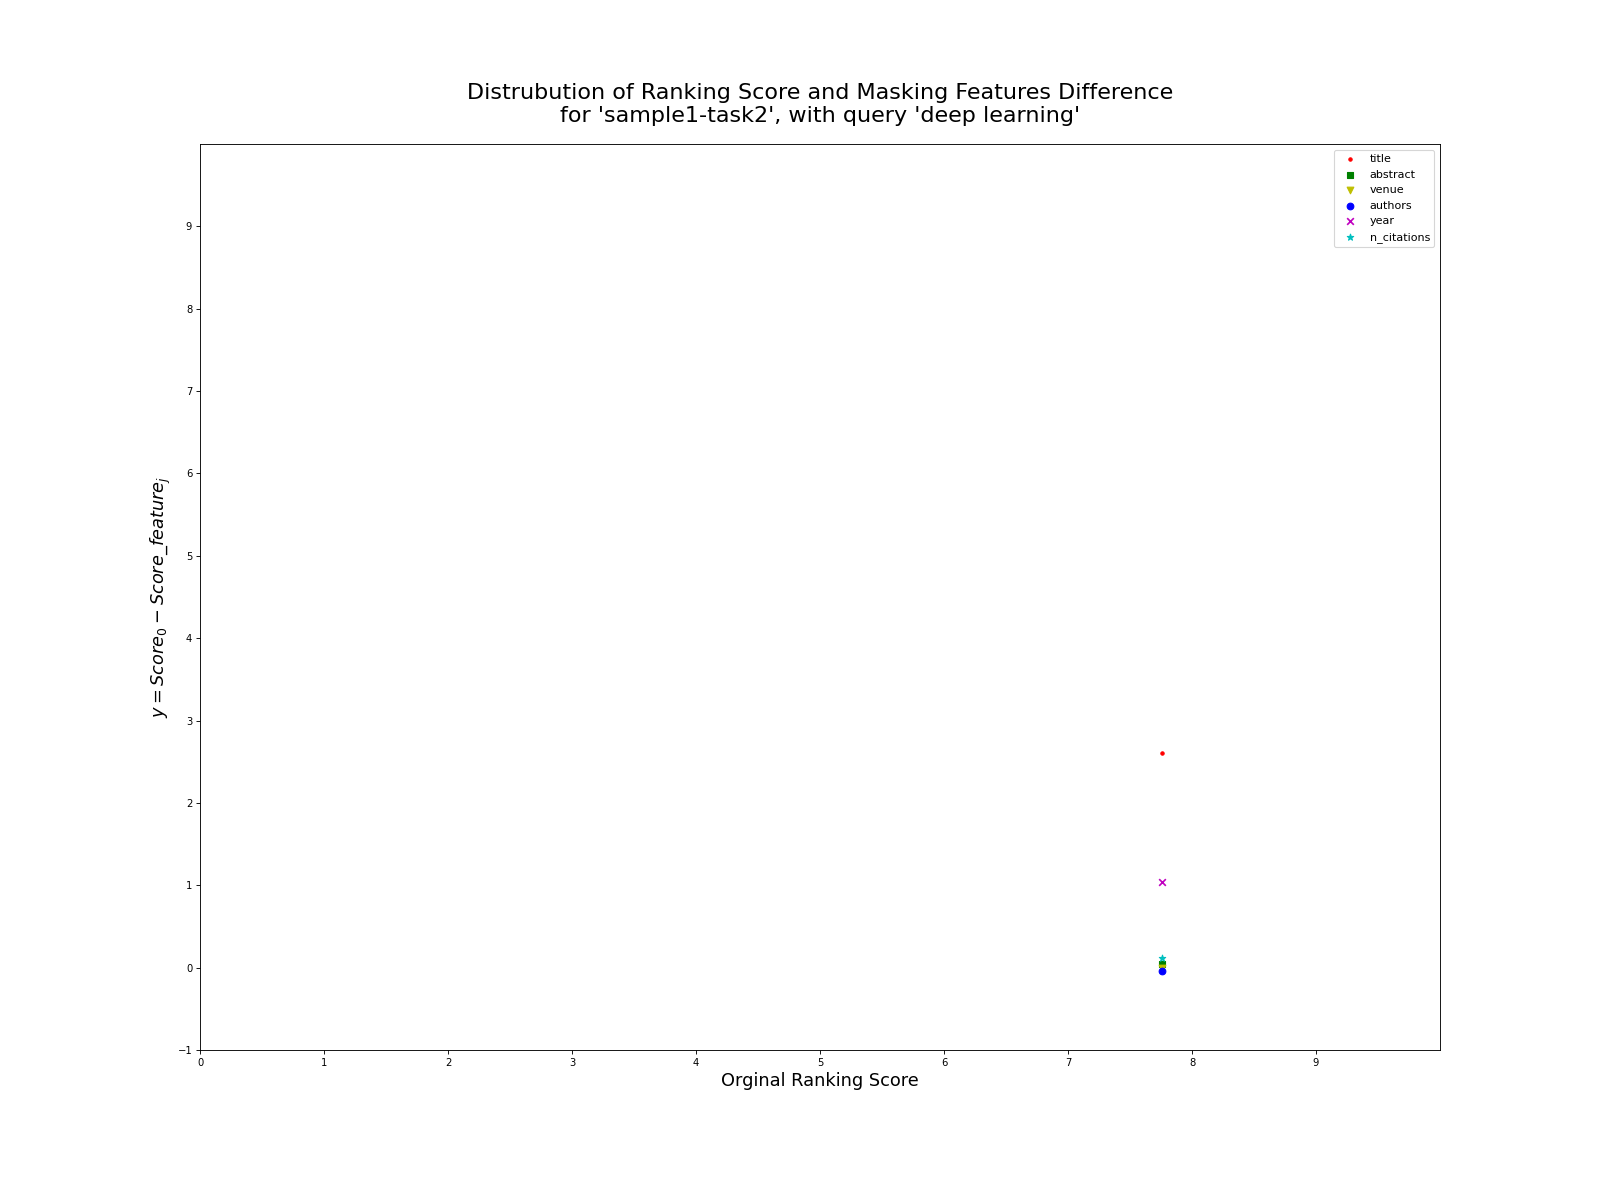 Distrubution of Ranking Score and Masking Features Difference
for 'sample1-task2', with query 'deep learning'
title
abstract
venue
authors
year
n_citations
9
8
7
6
5
4
3
2
1
0
−1
y = Score₀ − Score_featureⱼ
0 1 2 3 4 5 6 7 8 9
Orginal Ranking Score